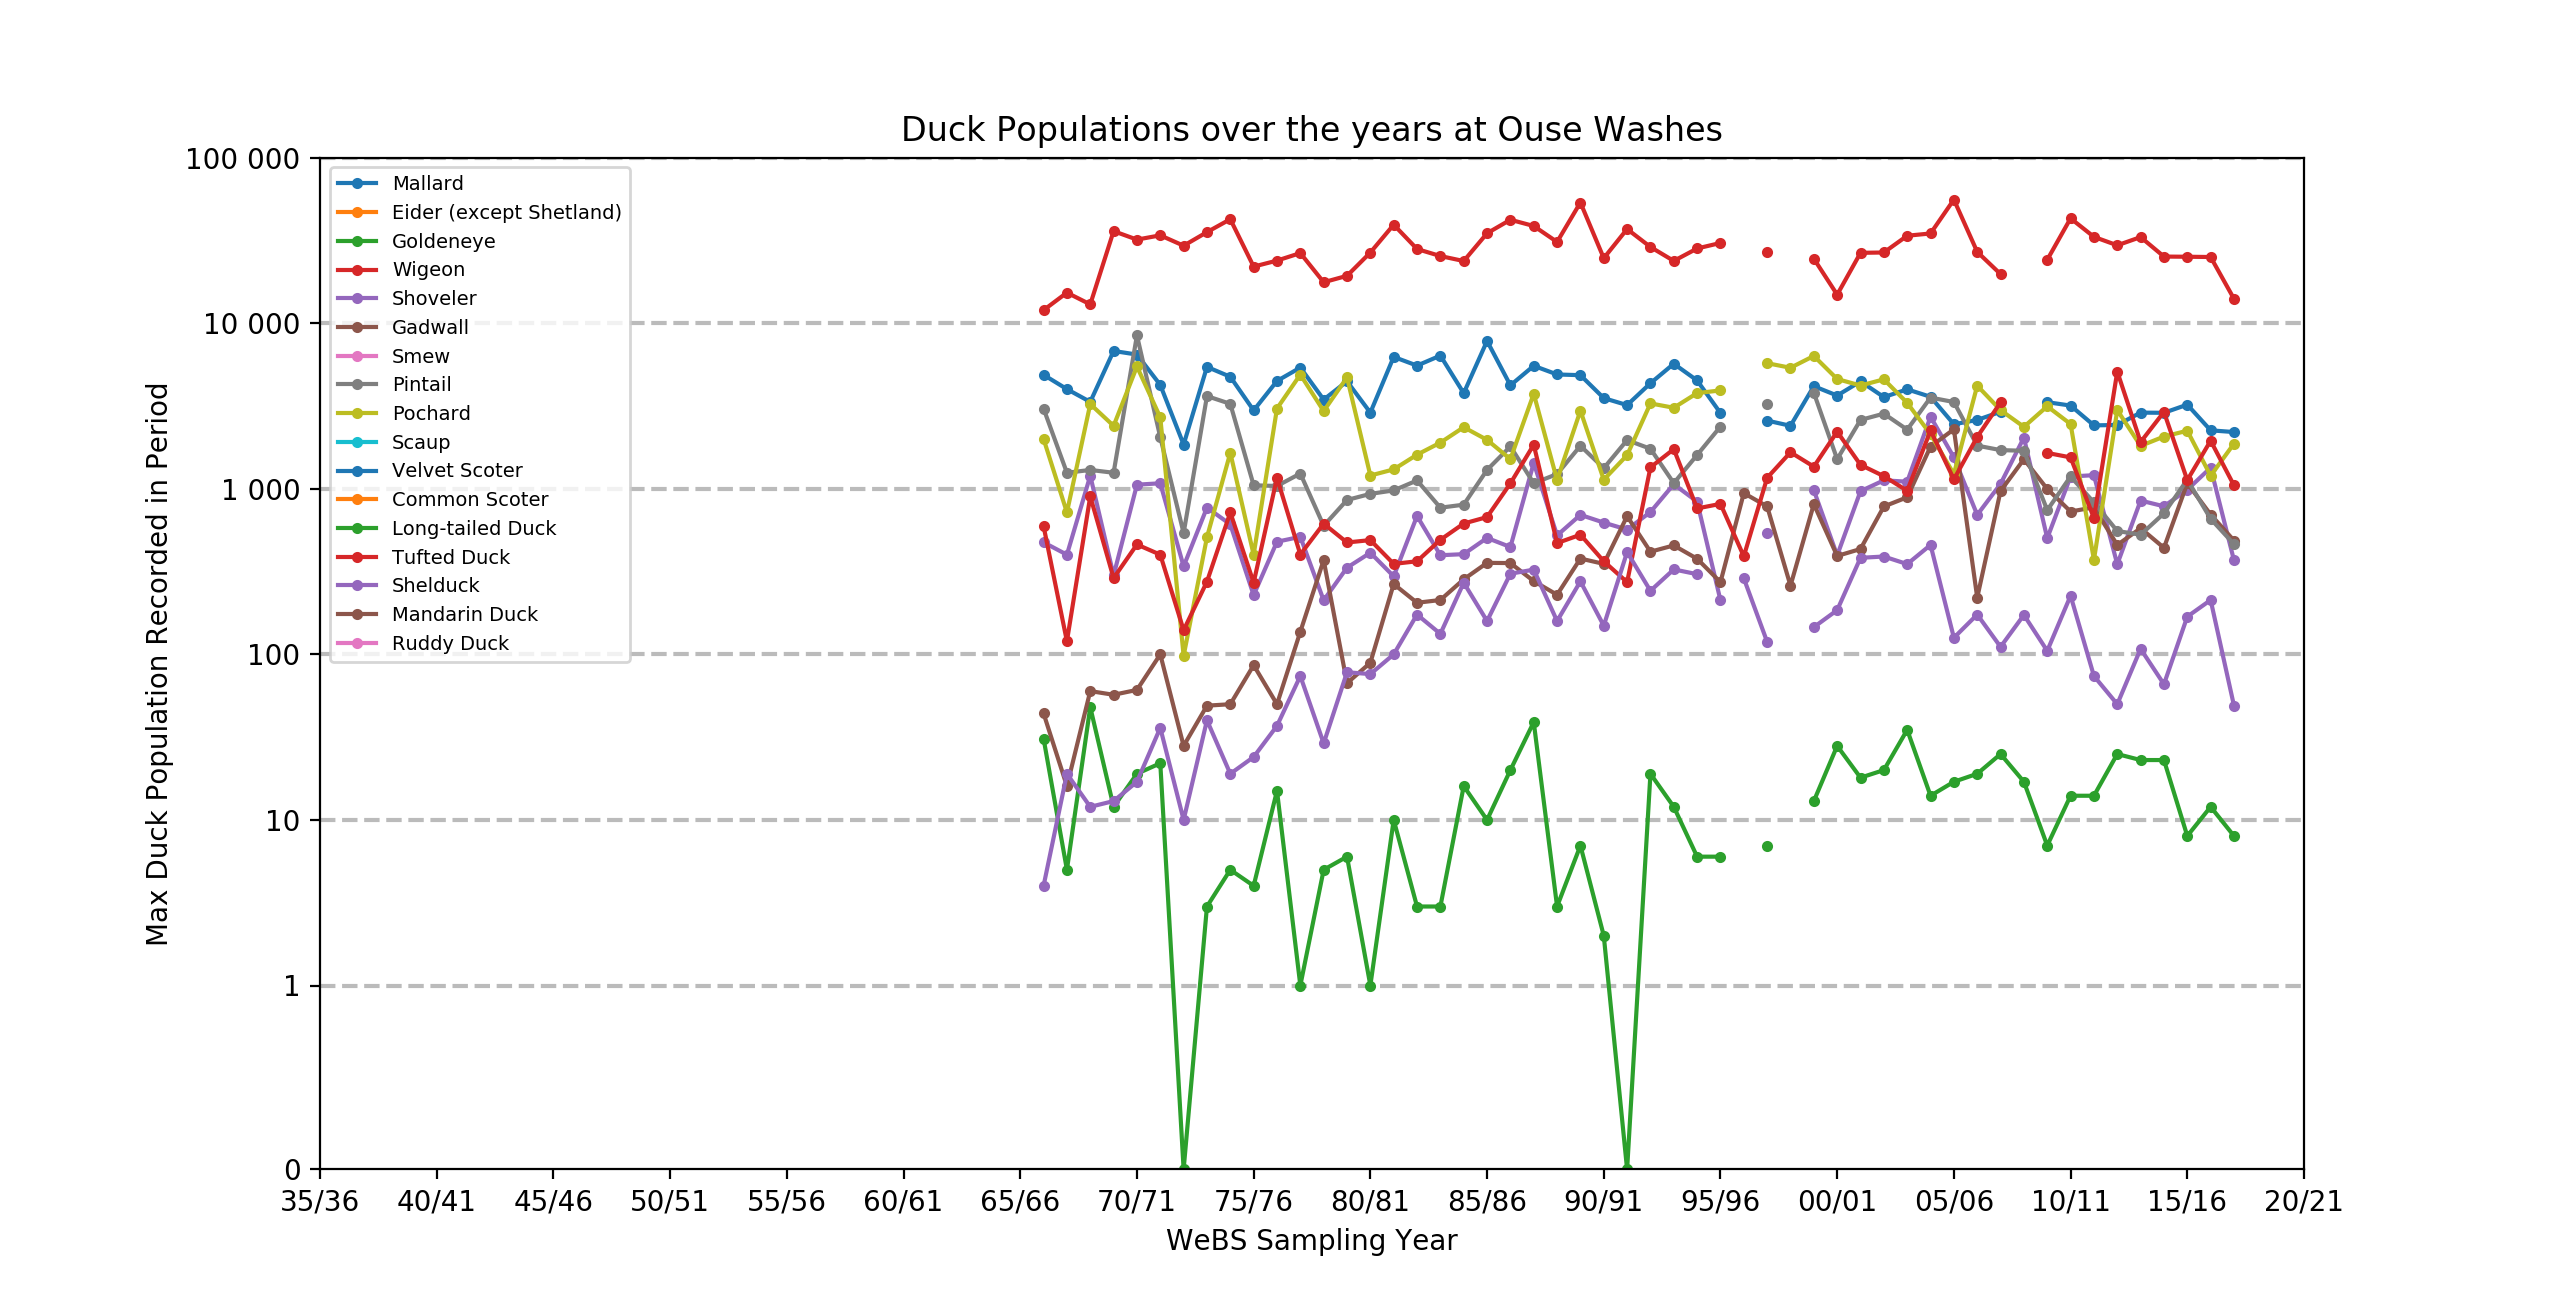 Duck Populations over the years at Ouse Washes
100 000
10 000
1 000
100
10
1
0
Max Duck Population Recorded in Period
Mallard
Eider (except Shetland)
Goldeneye
Wigeon
Shoveler
Gadwall
Smew
Pintail
Pochard
Scaup
Velvet Scoter
Common Scoter
Long-tailed Duck
Tufted Duck
Shelduck
Mandarin Duck
Ruddy Duck
35/36 40/41 45/46 50/51 55/56 60/61 65/66 70/71 75/76 80/81 85/86 90/91 95/96 00/01 05/06 10/11 15/16 20/21
WeBS Sampling Year